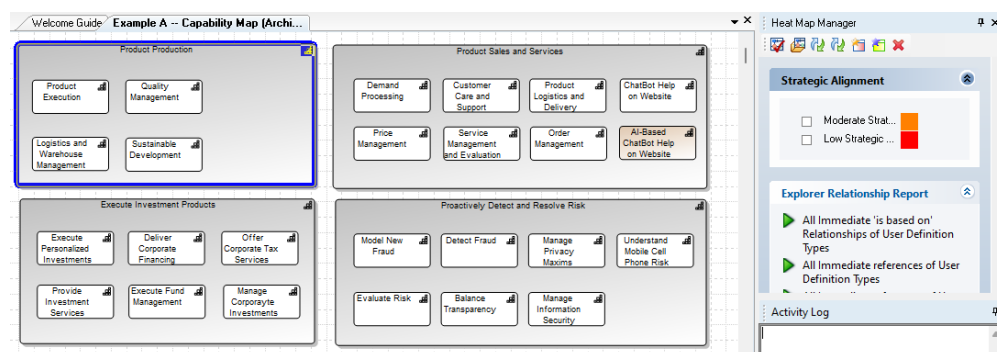 Welcome Guide
Example A -- Capability Map (Archi...
Product Production
Product
Execution
Quality
Management
Logistics and
Warehouse
Management
Sustainable
Development
Product Sales and Services
Demand
Processing
Customer
Care and
Support
Product
Logistics and
Delivery
ChatBot Help
on Website
Price
Management
Service
Management
and Evaluation
Order
Management
AI-Based
ChatBot Help
on Website
Execute Investment Products
Execute
Personalized
Investments
Deliver
Corporate
Financing
Offer
Corporate Tax
Services
Provide
Investment
Services
Execute Fund
Management
Manage
Corporayte
Investments
Proactively Detect and Resolve Risk
Model New
Fraud
Detect Fraud
Manage
Privacy
Maxims
Understand
Mobile Cell
Phone Risk
Evaluate Risk
Balance
Transparency
Manage
Information
Security
Heat Map Manager
Strategic Alignment
Moderate Strat...
Low Strategic ...
Explorer Relationship Report
All Immediate 'is based on'
Relationships of User Definition
Types
All Immediate references of User
Definition Types
Activity Log